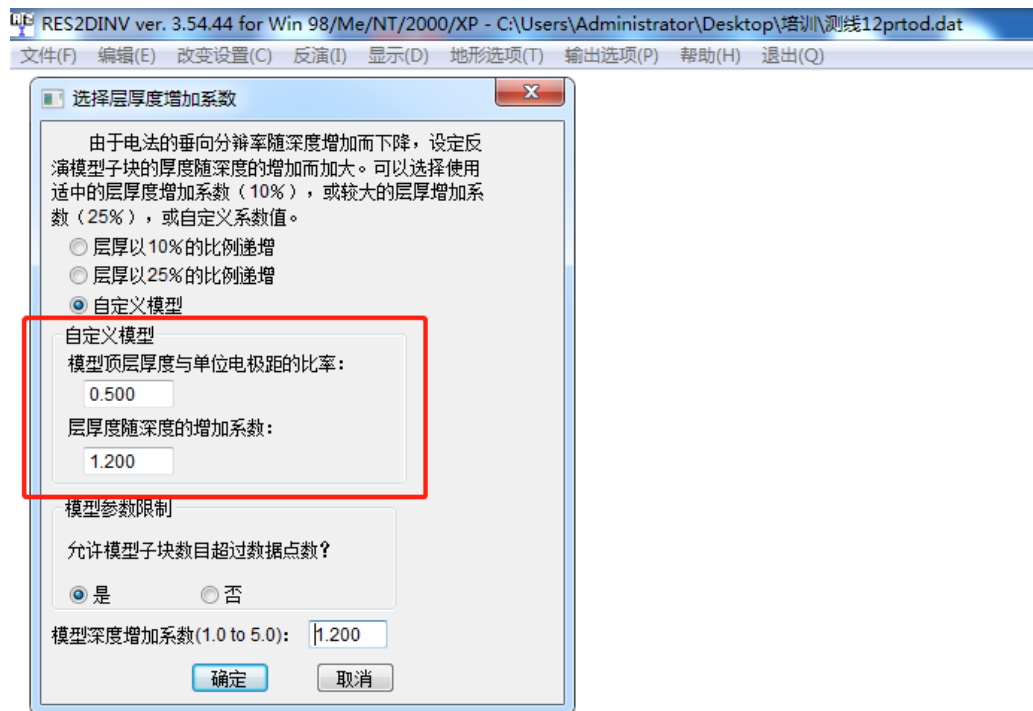 RES2DINV ver. 3.54.44 for Win 98/Me/NT/2000/XP - C:\Users\Administrator\Desktop\培训\测线12prtod.dat
文件(F) 编辑(E) 改变设置(C) 反演(I) 显示(D) 地形选项(T) 输出选项(P) 帮助(H) 退出(Q)
选择层厚度增加系数
由于电法的垂向分辨率随深度增加而下降，设定反
演模型子块的厚度随深度的增加而加大。可以选择使用
适中的层厚度增加系数（10%），或较大的层厚增加系
数（25%），或自定义系数值。
层厚以10%的比例递增
层厚以25%的比例递增
自定义模型
自定义模型
模型顶层厚度与单位电极距的比率：
0.500
层厚度随深度的增加系数：
1.200
模型参数限制
允许模型子块数目超过数据点数？
是 否
模型深度增加系数(1.0 to 5.0)： 1.200
确定 取消